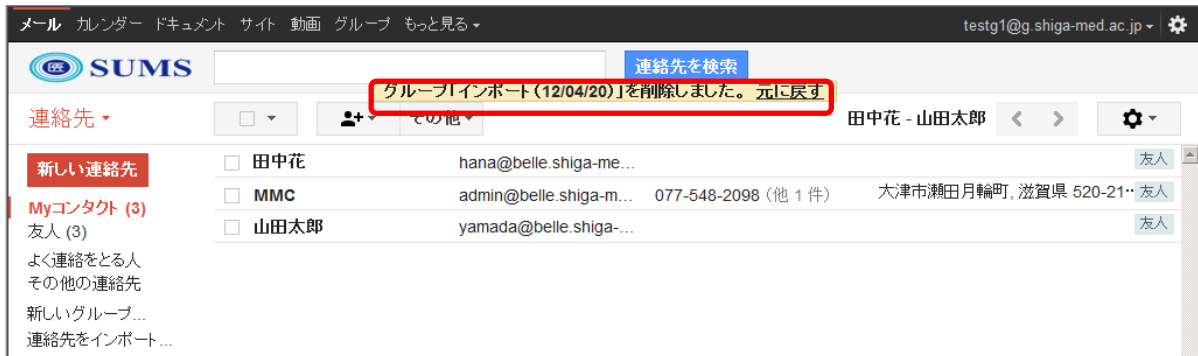 メール カレンダー ドキュメント サイト 動画 グループ もっと見る testg1@g.shiga-med.ac.jp
SUMS 連絡先を検索
グループ「インポート(12/04/20)」を削除しました。 元に戻す
連絡先 その他 田中花 - 山田太郎
新しい連絡先
Myコンタクト (3)
友人 (3)
よく連絡をとる人
その他の連絡先
新しいグループ...
連絡先をインポート...
田中花 hana@belle.shiga-me... 友人
MMC admin@belle.shiga-m... 077-548-2098 (他 1 件) 大津市瀬田月輪町, 滋賀県 520-21·· 友人
山田太郎 yamada@belle.shiga-... 友人